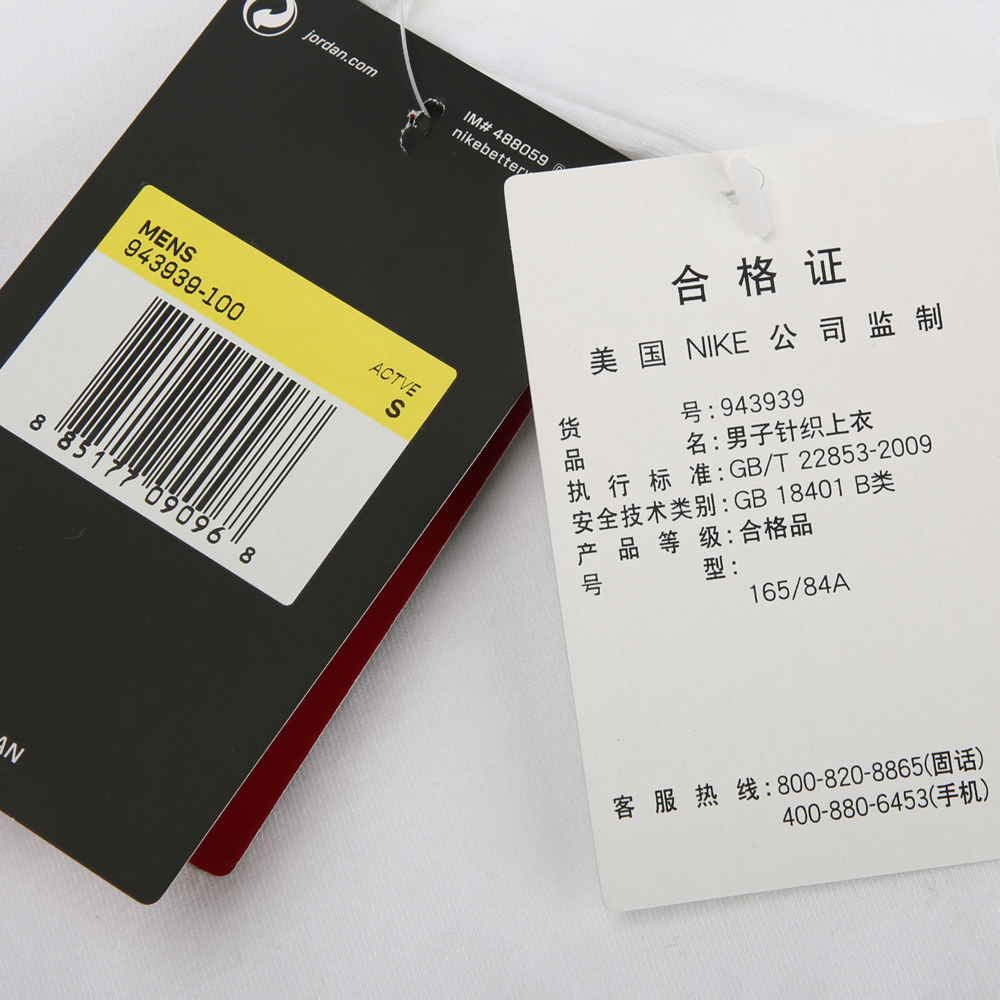 jordan.com
IM# 488059
nikebetter
MENS
943939-100
ACTVE
S
8 85177 09096 8
AN
合格证
美国 NIKE 公司监制
货号:943939
品名:男子针织上衣
执行标准:GB/T 22853-2009
安全技术类别:GB 18401 B类
产品等级:合格品
号型:
165/84A
客服热线:800-820-8865(固话)
400-880-6453(手机)